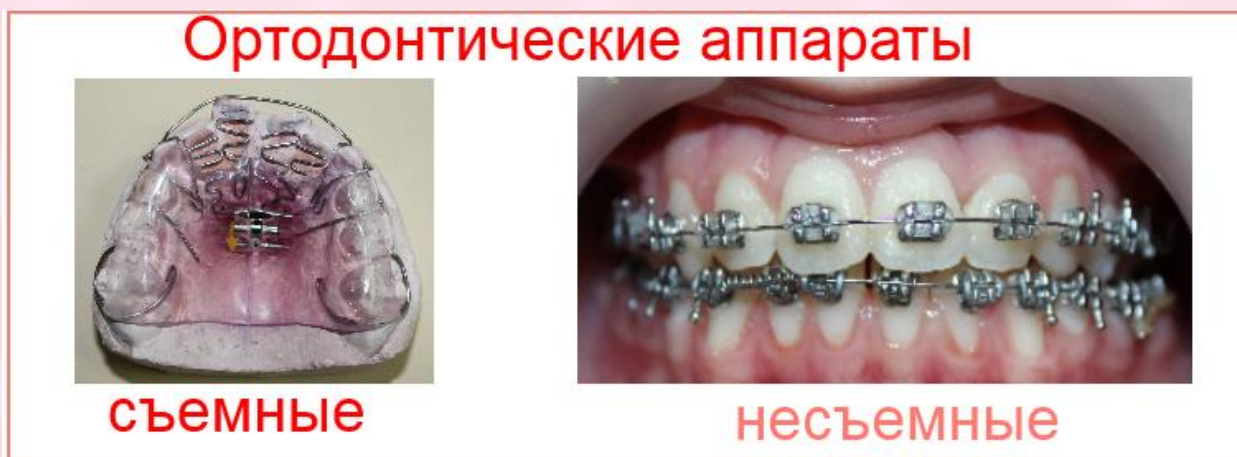 Ортодонтические аппараты
съемные
несъемные